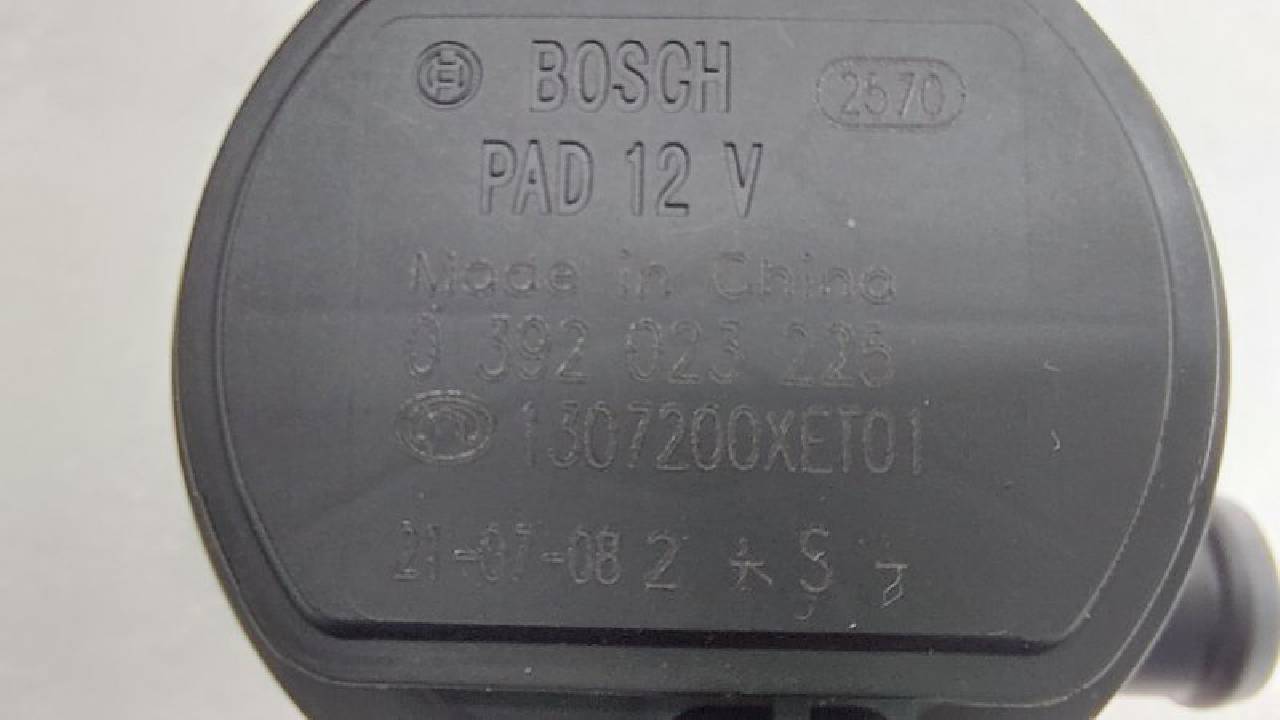 BOSCH 2570
PAD 12 V
Made in China
0 392 023 225
1307200XET01
21-07-08 2